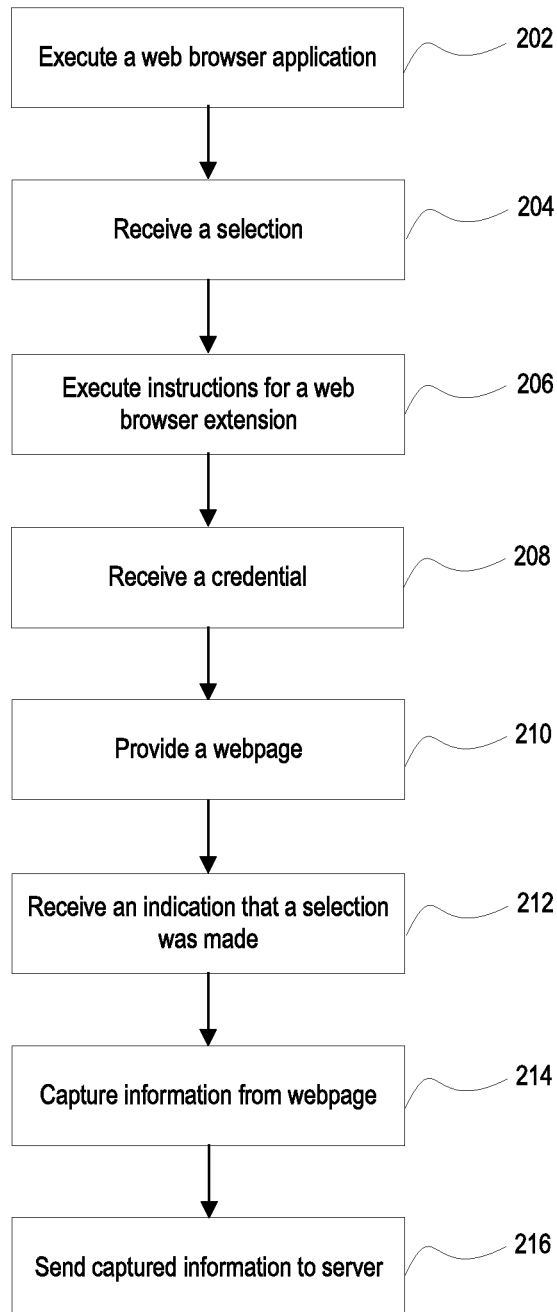 Execute a web browser application
202
Receive a selection
204
Execute instructions for a web
browser extension
206
Receive a credential
208
Provide a webpage
210
Receive an indication that a selection
was made
212
Capture information from webpage
214
Send captured information to server
216